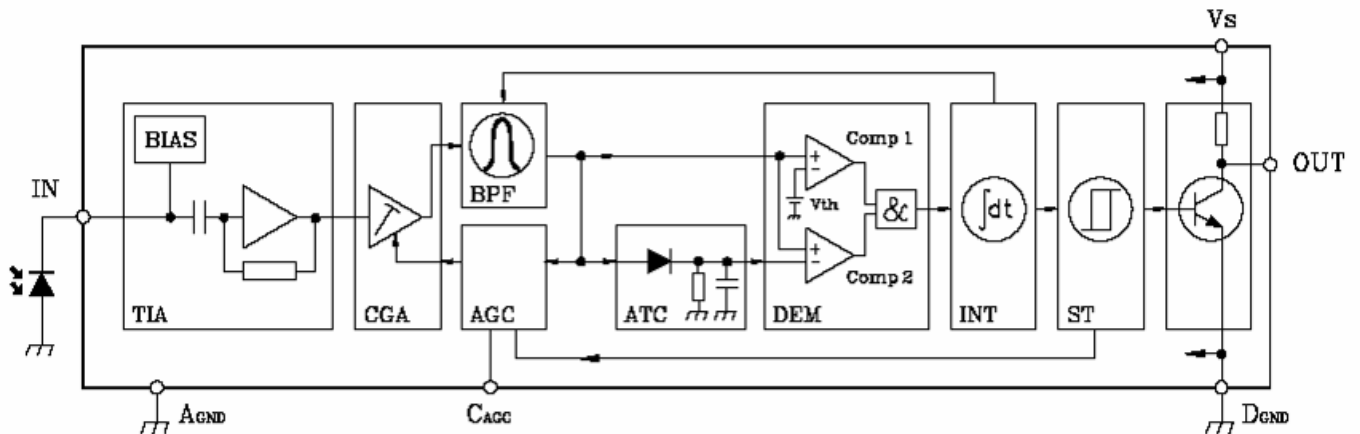 Vs
BIAS
Comp 1
IN
BPF
+
−
Vth
&
∫dt
OUT
+
−
Comp 2
TIA
CGA
AGC
ATC
DEM
INT
ST
AGND
CAGC
DGND